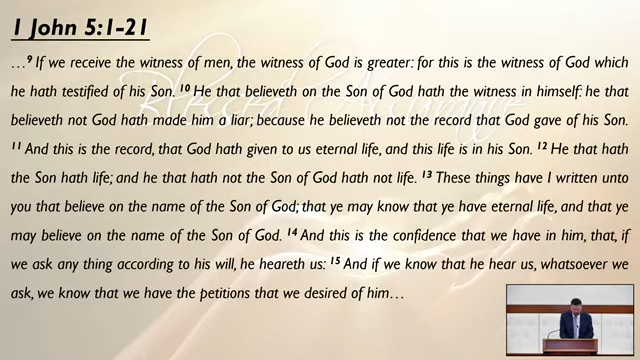 1 John 5:1-21
…⁹ If we receive the witness of men, the witness of God is greater: for this is the witness of God which
he hath testified of his Son. ¹⁰ He that believeth on the Son of God hath the witness in himself: he that
believeth not God hath made him a liar; because he believeth not the record that God gave of his Son.
¹¹ And this is the record, that God hath given to us eternal life, and this life is in his Son. ¹² He that hath
the Son hath life; and he that hath not the Son of God hath not life. ¹³ These things have I written unto
you that believe on the name of the Son of God; that ye may know that ye have eternal life, and that ye
may believe on the name of the Son of God. ¹⁴ And this is the confidence that we have in him, that, if
we ask any thing according to his will, he heareth us: ¹⁵ And if we know that he hear us, whatsoever we
ask, we know that we have the petitions that we desired of him…
Blessed Assurance